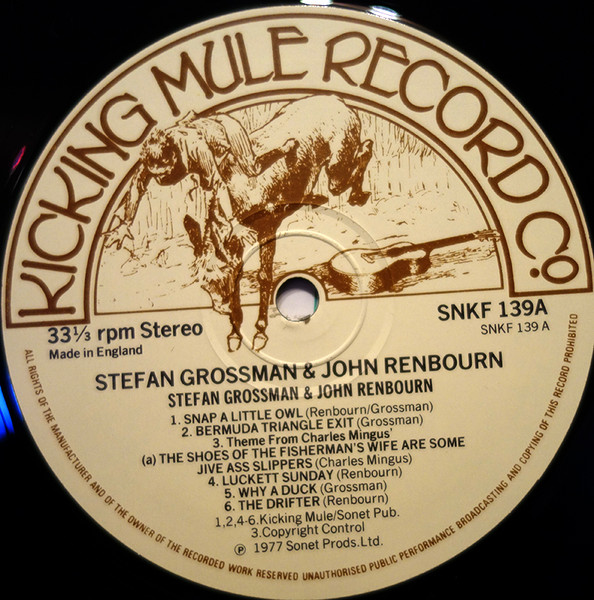 KICKING MULE RECORD CO.
33⅓ rpm Stereo
Made in England
SNKF 139A
SNKF 139 A
STEFAN GROSSMAN & JOHN RENBOURN
STEFAN GROSSMAN & JOHN RENBOURN
1. SNAP A LITTLE OWL (Renbourn/Grossman)
2. BERMUDA TRIANGLE EXIT (Grossman)
3. Theme From Charles Mingus'
(a) THE SHOES OF THE FISHERMAN'S WIFE ARE SOME
JIVE ASS SLIPPERS (Charles Mingus)
4. LUCKETT SUNDAY (Renbourn)
5. WHY A DUCK (Grossman)
6. THE DRIFTER (Renbourn)
1,2,4-6.Kicking Mule/Sonet Pub.
3.Copyright Control
℗ 1977 Sonet Prods.Ltd.
ALL RIGHTS OF THE MANUFACTURER AND OF THE OWNER OF THE RECORDED WORK RESERVED UNAUTHORISED PUBLIC PERFORMANCE BROADCASTING AND COPYING OF THIS RECORD PROHIBITED